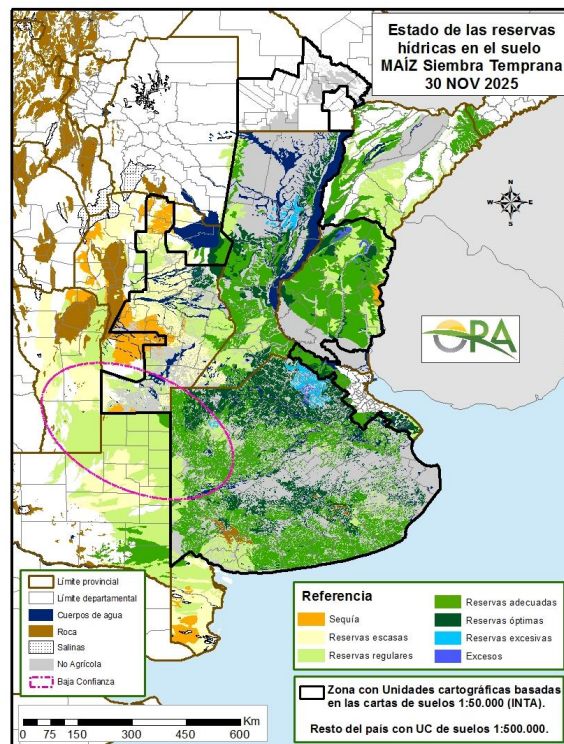 Estado de las reservas
hídricas en el suelo
MAÍZ Siembra Temprana
30 NOV 2025
N
W
E
S
ORA
Límite provincial
Límite departamental
Cuerpos de agua
Roca
Salinas
No Agrícola
Baja Confianza
Referencia
Sequía
Reservas escasas
Reservas regulares
Reservas adecuadas
Reservas óptimas
Reservas excesivas
Excesos
Zona con Unidades cartográficas basadas
en las cartas de suelos 1:50.000 (INTA).
Resto del país con UC de suelos 1:500.000.
Km
0 75 150 300 450 600